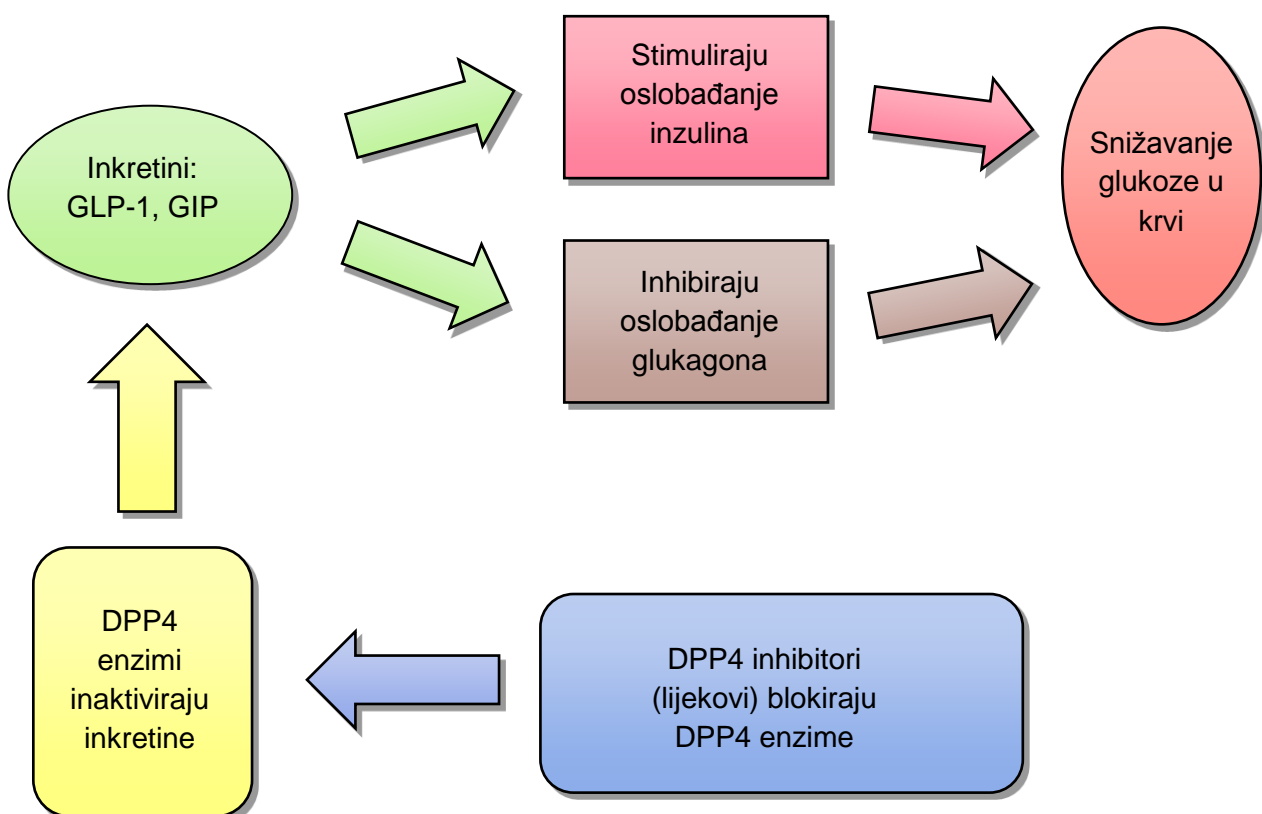 Inkretini:
GLP-1, GIP
Stimuliraju
oslobađanje
inzulina
Inhibiraju
oslobađanje
glukagona
Snižavanje
glukoze u
krvi
DPP4
enzimi
inaktiviraju
inkretine
DPP4 inhibitori
(lijekovi) blokiraju
DPP4 enzime